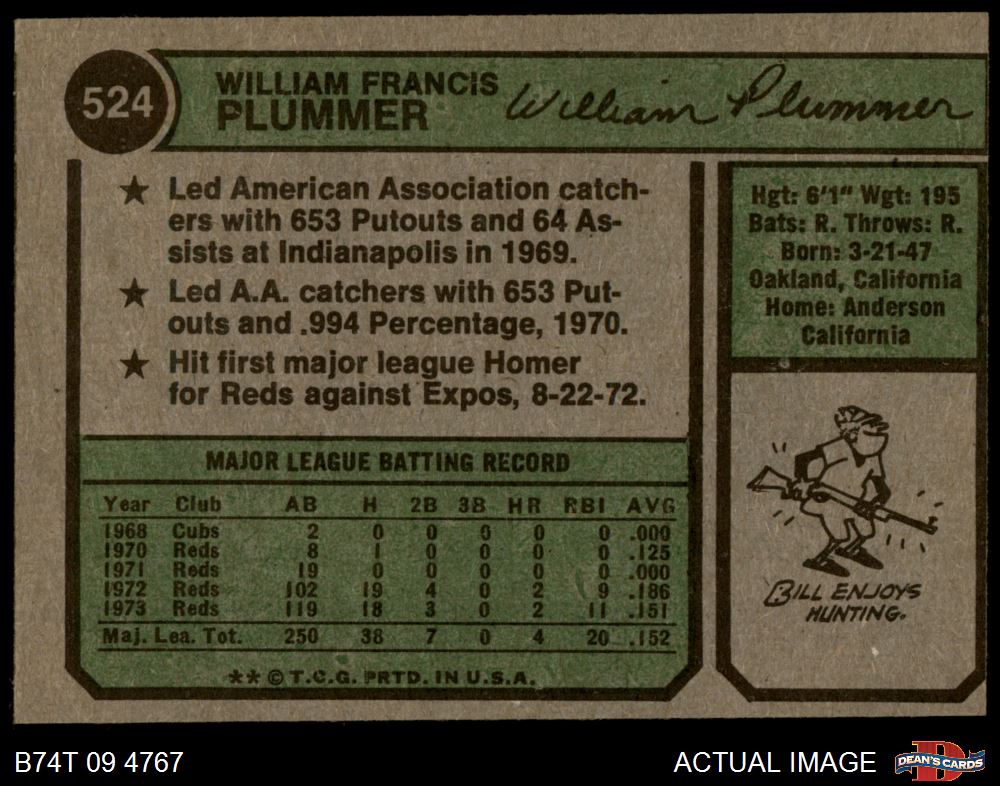 524
WILLIAM FRANCIS
PLUMMER
William Plummer
★ Led American Association catch-
ers with 653 Putouts and 64 As-
sists at Indianapolis in 1969.
★ Led A.A. catchers with 653 Put-
outs and .994 Percentage, 1970.
★ Hit first major league Homer
for Reds against Expos, 8-22-72.
Hgt: 6'1" Wgt: 195
Bats: R. Throws: R.
Born: 3-21-47
Oakland, California
Home: Anderson
California
MAJOR LEAGUE BATTING RECORD
Year Club AB H 2B 3B HR RBI AVG
1968 Cubs 2 0 0 0 0 0 .000
1970 Reds 8 1 0 0 0 0 .125
1971 Reds 19 0 0 0 0 0 .000
1972 Reds 102 19 4 0 2 9 .186
1973 Reds 119 18 3 0 2 11 .151
Maj. Lea. Tot. 250 38 7 0 4 20 .152
**©T.C.G. PRTD. IN U.S.A.
BILL ENJOYS
HUNTING.
B74T 09 4767
ACTUAL IMAGE
D
DEAN'S CARDS